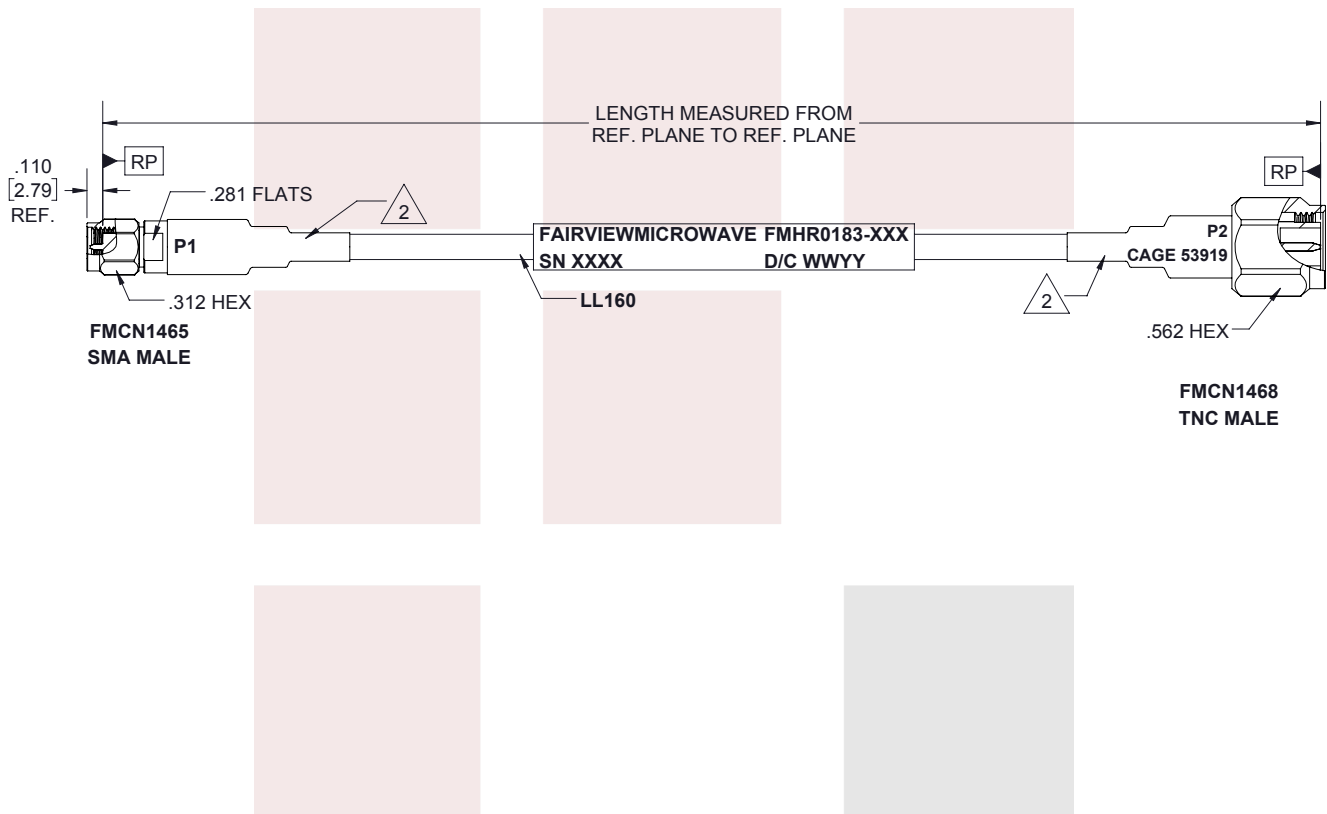 LENGTH MEASURED FROM
REF. PLANE TO REF. PLANE
.110
[2.79]
REF.
RP
RP
.281 FLATS
2
P1
FAIRVIEWMICROWAVE FMHR0183-XXX
SN XXXX D/C WWYY
P2
CAGE 53919
.312 HEX
LL160
2
.562 HEX
FMCN1465
SMA MALE
FMCN1468
TNC MALE